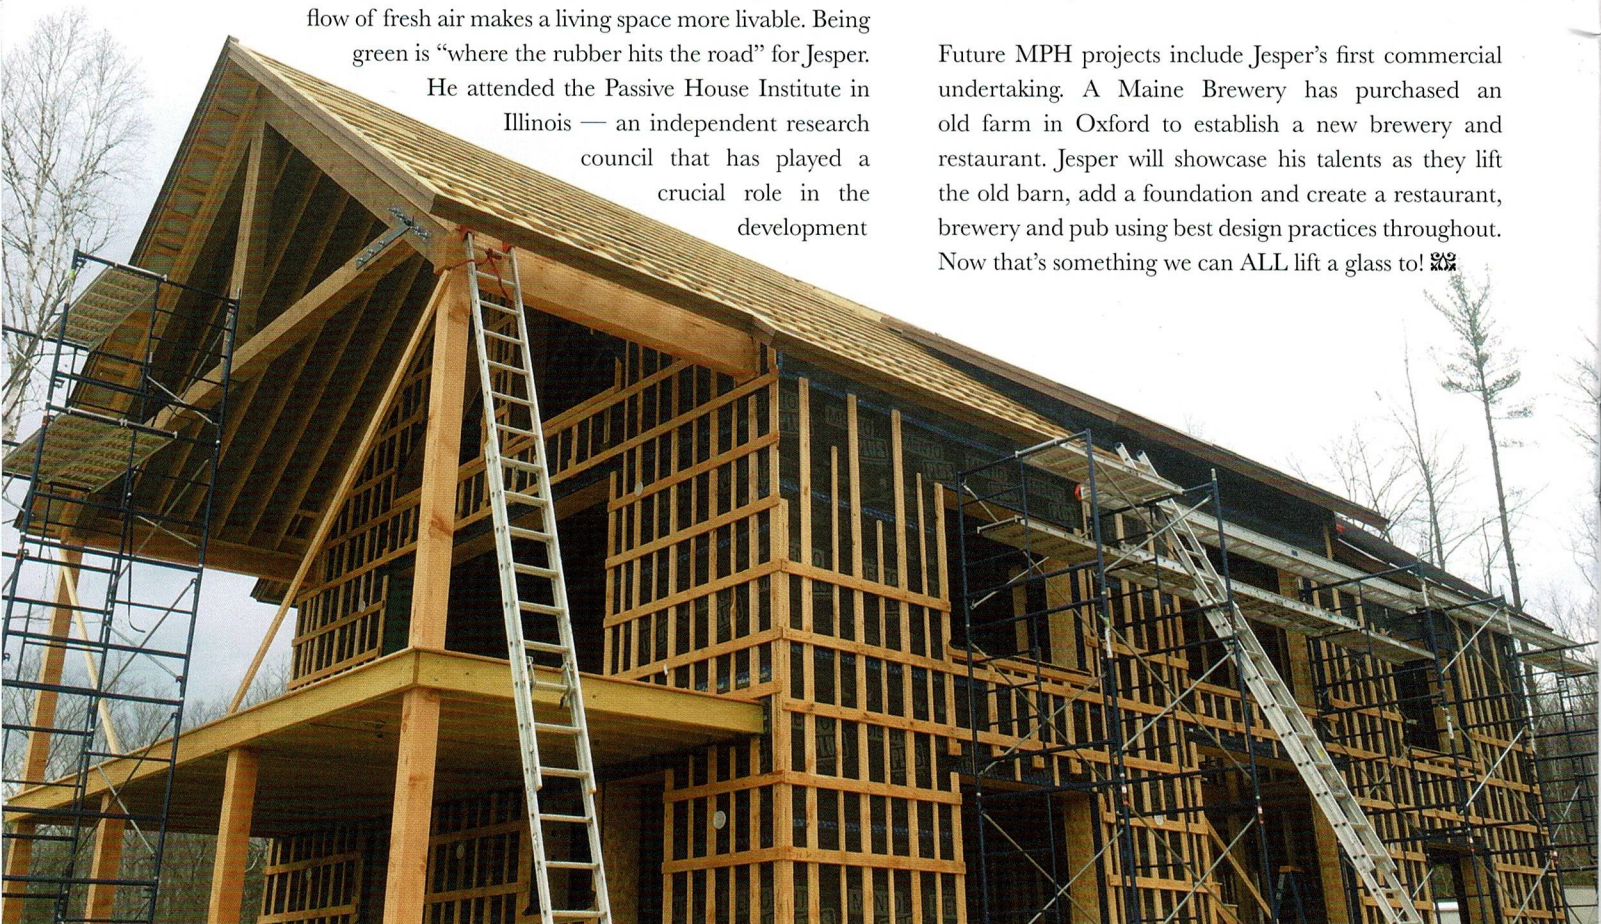 flow of fresh air makes a living space more livable. Being
green is “where the rubber hits the road” for Jesper.
He attended the Passive House Institute in
Illinois — an independent research
council that has played a
crucial role in the
development
Future MPH projects include Jesper’s first commercial
undertaking. A Maine Brewery has purchased an
old farm in Oxford to establish a new brewery and
restaurant. Jesper will showcase his talents as they lift
the old barn, add a foundation and create a restaurant,
brewery and pub using best design practices throughout.
Now that’s something we can ALL lift a glass to!